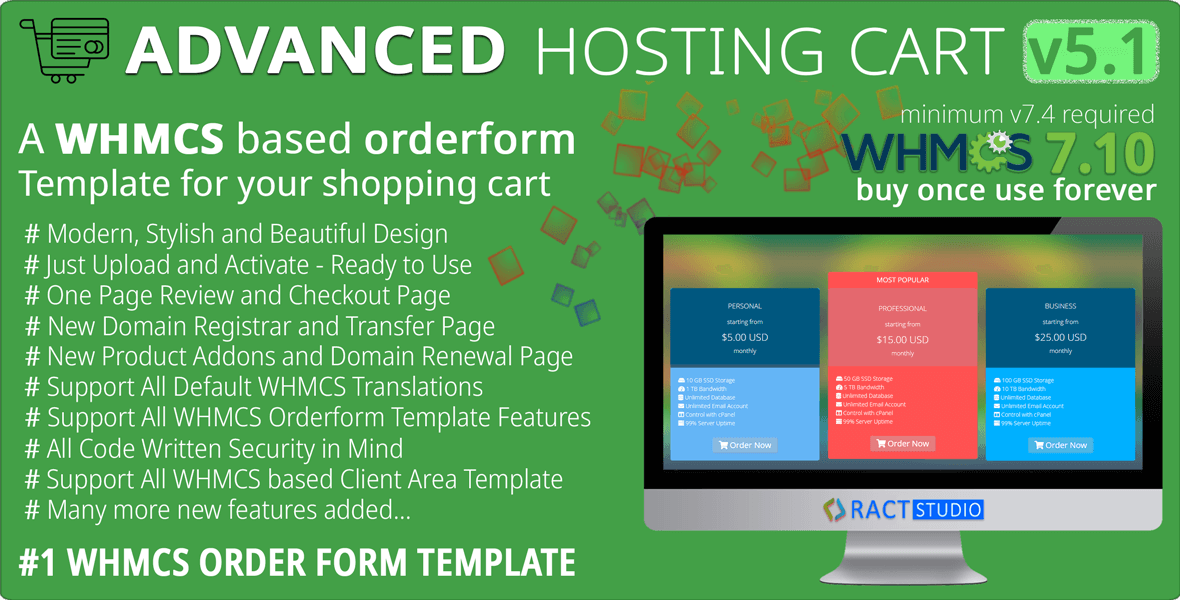 ADVANCED HOSTING CART v5.1
minimum v7.4 required
WHMCS 7.10
buy once use forever
A WHMCS based orderform
Template for your shopping cart
# Modern, Stylish and Beautiful Design
# Just Upload and Activate - Ready to Use
# One Page Review and Checkout Page
# New Domain Registrar and Transfer Page
# New Product Addons and Domain Renewal Page
# Support All Default WHMCS Translations
# Support All WHMCS Orderform Template Features
# All Code Written Security in Mind
# Support All WHMCS based Client Area Template
# Many more new features added...
#1 WHMCS ORDER FORM TEMPLATE
PERSONAL
starting from
$5.00 USD
monthly
10 GB SSD Storage
1 TB Bandwidth
Unlimited Database
Unlimited Email Account
Control with cPanel
99% Server Uptime
Order Now
MOST POPULAR
PROFESSIONAL
starting from
$15.00 USD
monthly
50 GB SSD Storage
5 TB Bandwidth
Unlimited Database
Unlimited Email Account
Control with cPanel
99% Server Uptime
Order Now
BUSINESS
starting from
$25.00 USD
monthly
100 GB SSD Storage
10 TB Bandwidth
Unlimited Database
Unlimited Email Account
Control with cPanel
99% Server Uptime
Order Now
RACT STUDIO